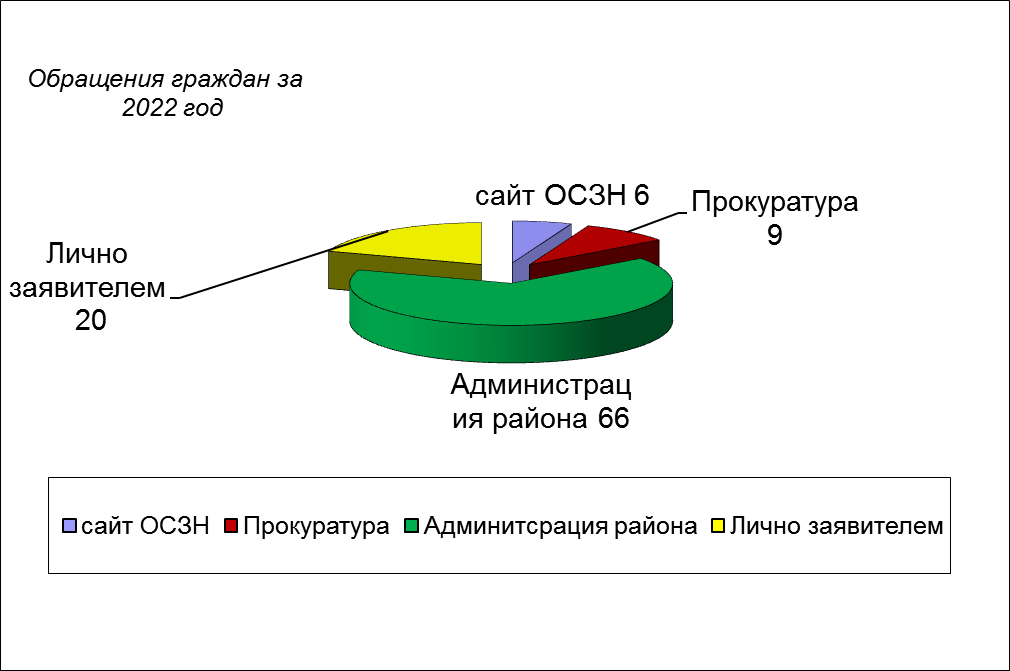 Обращения граждан за
2022 год
сайт ОСЗН 6
Прокуратура
9
Лично
заявителем
20
Администрац
ия района 66
сайт ОСЗН
Прокуратура
Админитсрация района
Лично заявителем